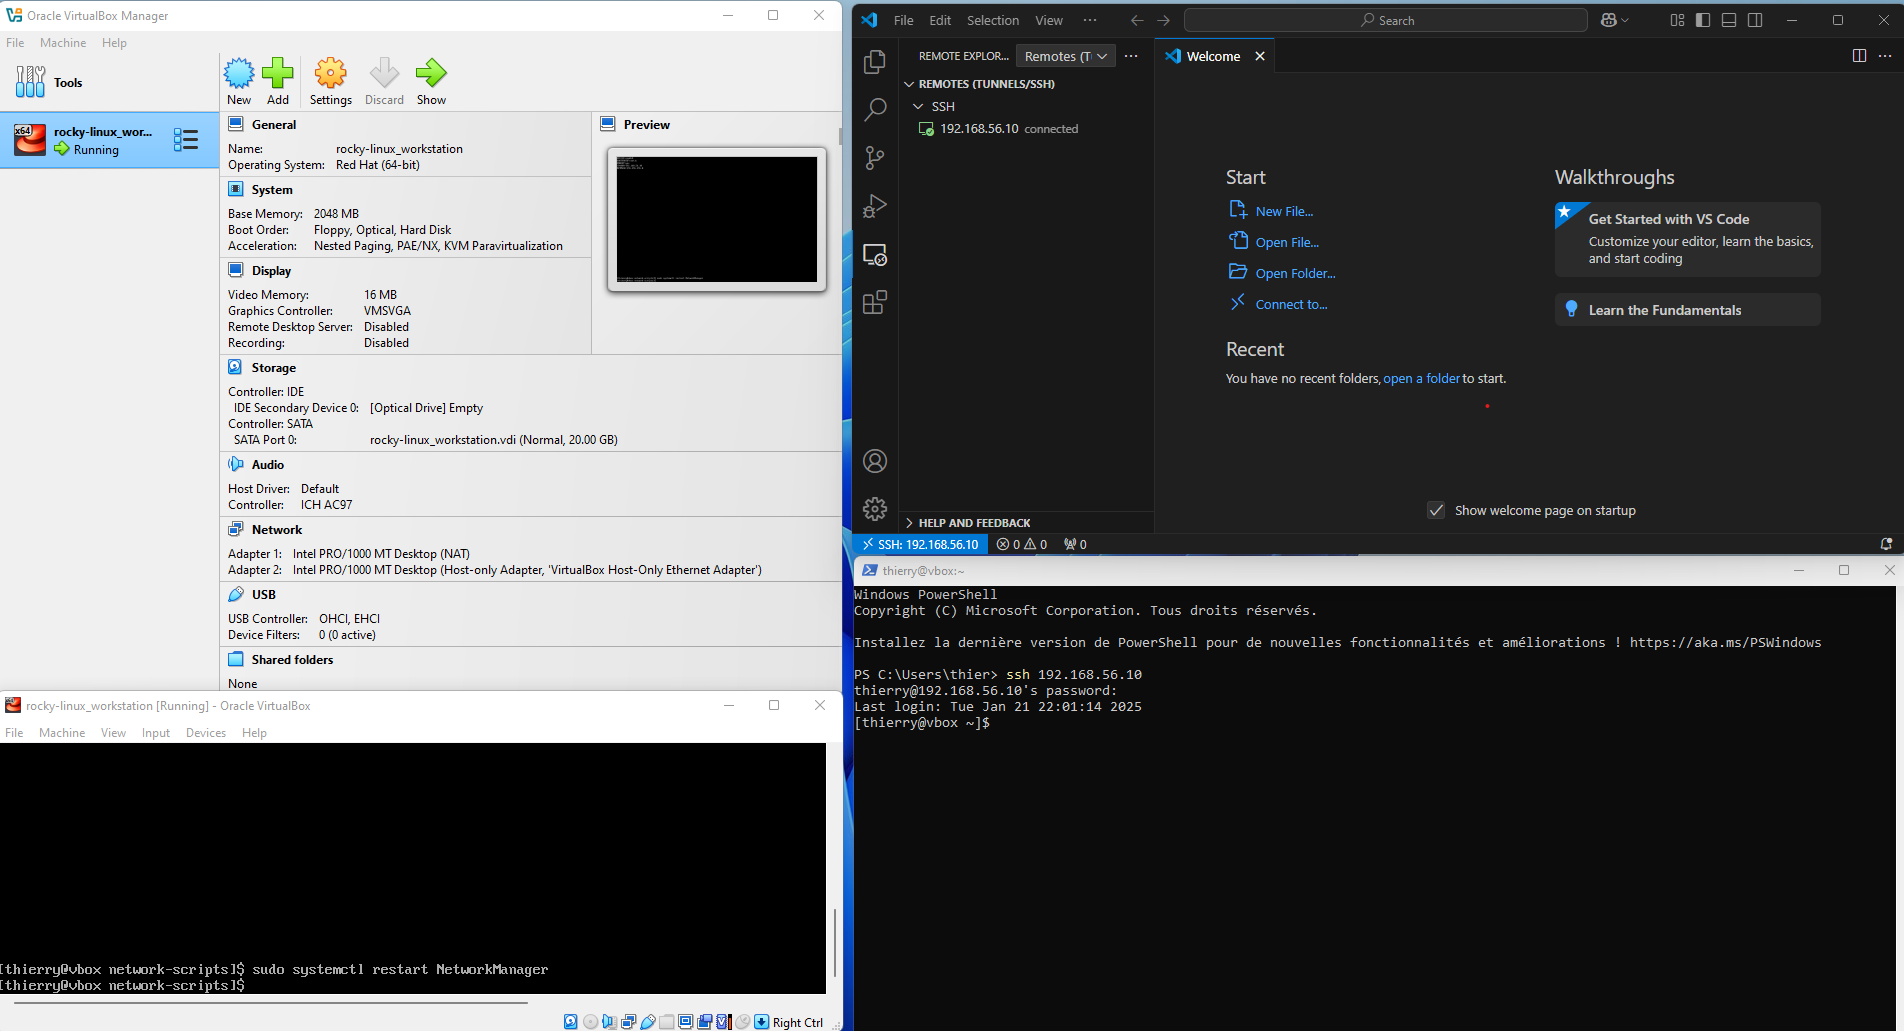 Oracle VirtualBox Manager
File Machine Help
Tools
New Add Settings Discard Show
x64 rocky-linux_wor...
Running
General
Name: rocky-linux_workstation
Operating System: Red Hat (64-bit)
System
Base Memory: 2048 MB
Boot Order: Floppy, Optical, Hard Disk
Acceleration: Nested Paging, PAE/NX, KVM Paravirtualization
Display
Video Memory: 16 MB
Graphics Controller: VMSVGA
Remote Desktop Server: Disabled
Recording: Disabled
Preview
Storage
Controller: IDE
IDE Secondary Device 0: [Optical Drive] Empty
Controller: SATA
SATA Port 0: rocky-linux_workstation.vdi (Normal, 20.00 GB)
Audio
Host Driver: Default
Controller: ICH AC97
Network
Adapter 1: Intel PRO/1000 MT Desktop (NAT)
Adapter 2: Intel PRO/1000 MT Desktop (Host-only Adapter, 'VirtualBox Host-Only Ethernet Adapter')
USB
USB Controller: OHCI, EHCI
Device Filters: 0 (0 active)
Shared folders
None
rocky-linux_workstation [Running] - Oracle VirtualBox
File Machine View Input Devices Help
[thierry@vbox network-scripts]$ sudo systemctl restart NetworkManager
[thierry@vbox network-scripts]$
Right Ctrl
File Edit Selection View ··· Search
REMOTE EXPLOR... Remotes (T ···
Welcome
REMOTES (TUNNELS/SSH)
SSH
192.168.56.10 connected
Start
New File...
Open File...
Open Folder...
Connect to...
Recent
You have no recent folders, open a folder to start.
Walkthroughs
Get Started with VS Code
Customize your editor, learn the basics,
and start coding
Learn the Fundamentals
Show welcome page on startup
HELP AND FEEDBACK
SSH: 192.168.56.10 0 0 0
thierry@vbox:~
Windows PowerShell
Copyright (C) Microsoft Corporation. Tous droits réservés.
Installez la dernière version de PowerShell pour de nouvelles fonctionnalités et améliorations ! https://aka.ms/PSWindows
PS C:\Users\thier> ssh 192.168.56.10
thierry@192.168.56.10's password:
Last login: Tue Jan 21 22:01:14 2025
[thierry@vbox ~]$